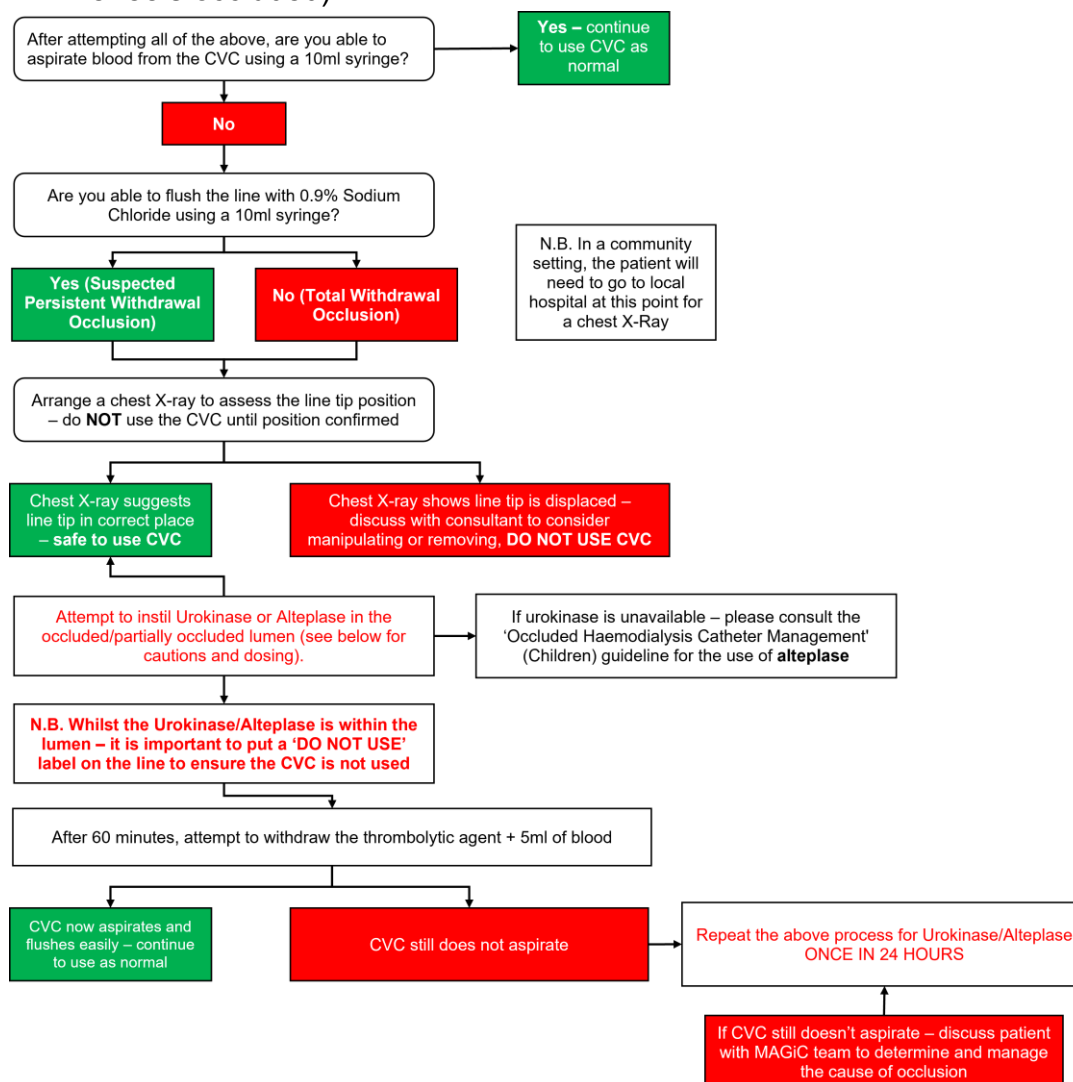 After attempting all of the above, are you able to
aspirate blood from the CVC using a 10ml syringe?
Yes – continue
to use CVC as
normal
No
Are you able to flush the line with 0.9% Sodium
Chloride using a 10ml syringe?
N.B. In a community
setting, the patient will
need to go to local
hospital at this point for
a chest X-Ray
Yes (Suspected
Persistent Withdrawal
Occlusion)
No (Total Withdrawal
Occlusion)
Arrange a chest X-ray to assess the line tip position
– do NOT use the CVC until position confirmed
Chest X-ray suggests
line tip in correct place
– safe to use CVC
Chest X-ray shows line tip is displaced –
discuss with consultant to consider
manipulating or removing, DO NOT USE CVC
Attempt to instil Urokinase or Alteplase in the
occluded/partially occluded lumen (see below for
cautions and dosing).
If urokinase is unavailable – please consult the
‘Occluded Haemodialysis Catheter Management'
(Children) guideline for the use of alteplase
N.B. Whilst the Urokinase/Alteplase is within the
lumen – it is important to put a ‘DO NOT USE’
label on the line to ensure the CVC is not used
After 60 minutes, attempt to withdraw the thrombolytic agent + 5ml of blood
CVC now aspirates and
flushes easily – continue
to use as normal
CVC still does not aspirate
Repeat the above process for Urokinase/Alteplase
ONCE IN 24 HOURS
If CVC still doesn’t aspirate – discuss patient
with MAGiC team to determine and manage
the cause of occlusion